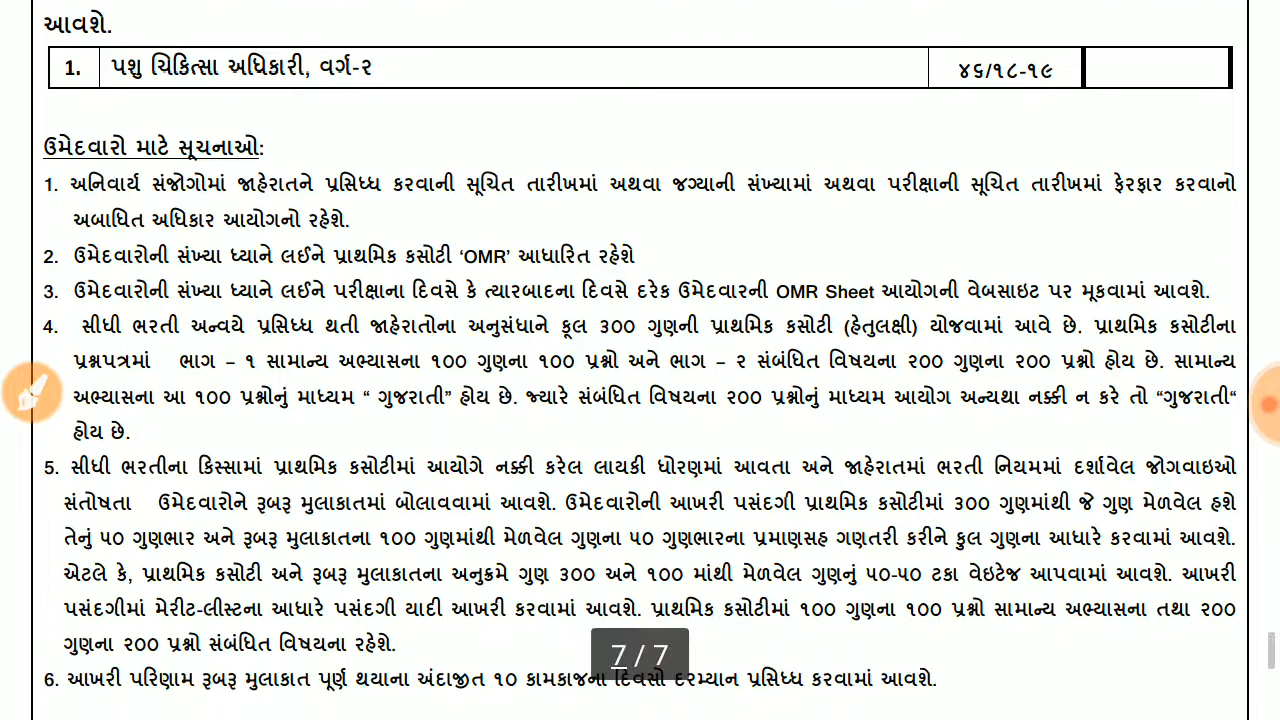 આવશે.
1. પશુ ચિકિત્સા અધિકારી, વર્ગ-૨ ૪૬/૧૮-૧૯
ઉમેદવારો માટે સૂચનાઓ:
1. અનિવાર્ય સંજોગોમાં જાહેરાતને પ્રસિધ્ધ કરવાની સૂચિત તારીખમાં અથવા જગ્યાની સંખ્યામાં અથવા પરીક્ષાની સૂચિત તારીખમાં ફેરફાર કરવાનો
અબાધિત અધિકાર આયોગનો રહેશે.
2. ઉમેદવારોની સંખ્યા ધ્યાને લઈને પ્રાથમિક કસોટી ‘OMR’ આધારિત રહેશે
3. ઉમેદવારોની સંખ્યા ધ્યાને લઈને પરીક્ષાના દિવસે કે ત્યારબાદના દિવસે દરેક ઉમેદવારની OMR Sheet આયોગની વેબસાઇટ પર મૂકવામાં આવશે.
4. સીધી ભરતી અન્વયે પ્રસિધ્ધ થતી જાહેરાતોના અનુસંધાને કૂલ ૩૦૦ ગુણની પ્રાથમિક કસોટી (હેતુલક્ષી) યોજવામાં આવે છે. પ્રાથમિક કસોટીના
પ્રશ્નપત્રમાં ભાગ – ૧ સામાન્ય અભ્યાસના ૧૦૦ ગુણના ૧૦૦ પ્રશ્નો અને ભાગ – ૨ સંબંધિત વિષયના ૨૦૦ ગુણના ૨૦૦ પ્રશ્નો હોય છે. સામાન્ય
અભ્યાસના આ ૧૦૦ પ્રશ્નોનું માધ્યમ “ ગુજરાતી” હોય છે. જ્યારે સંબંધિત વિષયના ૨૦૦ પ્રશ્નોનું માધ્યમ આયોગ અન્યથા નક્કી ન કરે તો “ગુજરાતી“
હોય છે.
5. સીધી ભરતીના કિસ્સામાં પ્રાથમિક કસોટીમાં આયોગે નક્કી કરેલ લાયકી ધોરણમાં આવતા અને જાહેરાતમાં ભરતી નિયમમાં દર્શાવેલ જોગવાઇઓ
સંતોષતા ઉમેદવારોને રૂબરૂ મુલાકાતમાં બોલાવવામાં આવશે. ઉમેદવારોની આખરી પસંદગી પ્રાથમિક કસોટીમાં ૩૦૦ ગુણમાંથી જે ગુણ મેળવેલ હશે
તેનું ૫૦ ગુણભાર અને રૂબરૂ મુલાકાતના ૧૦૦ ગુણમાંથી મેળવેલ ગુણના ૫૦ ગુણભારના પ્રમાણસહ ગણતરી કરીને કુલ ગુણના આધારે કરવામાં આવશે.
એટલે કે, પ્રાથમિક કસોટી અને રૂબરૂ મુલાકાતના અનુક્રમે ગુણ ૩૦૦ અને ૧૦૦ માંથી મેળવેલ ગુણનું ૫૦-૫૦ ટકા વેઇટેજ આપવામાં આવશે. આખરી
પસંદગીમાં મેરીટ-લીસ્ટના આધારે પસંદગી યાદી આખરી કરવામાં આવશે. પ્રાથમિક કસોટીમાં ૧૦૦ ગુણના ૧૦૦ પ્રશ્નો સામાન્ય અભ્યાસના તથા ૨૦૦
ગુણના ૨૦૦ પ્રશ્નો સંબંધિત વિષયના રહેશે.
7 / 7
6. આખરી પરિણામ રૂબરૂ મુલાકાત પૂર્ણ થયાના અંદાજીત ૧૦ કામકાજના દિવસો દરમ્યાન પ્રસિધ્ધ કરવામાં આવશે.